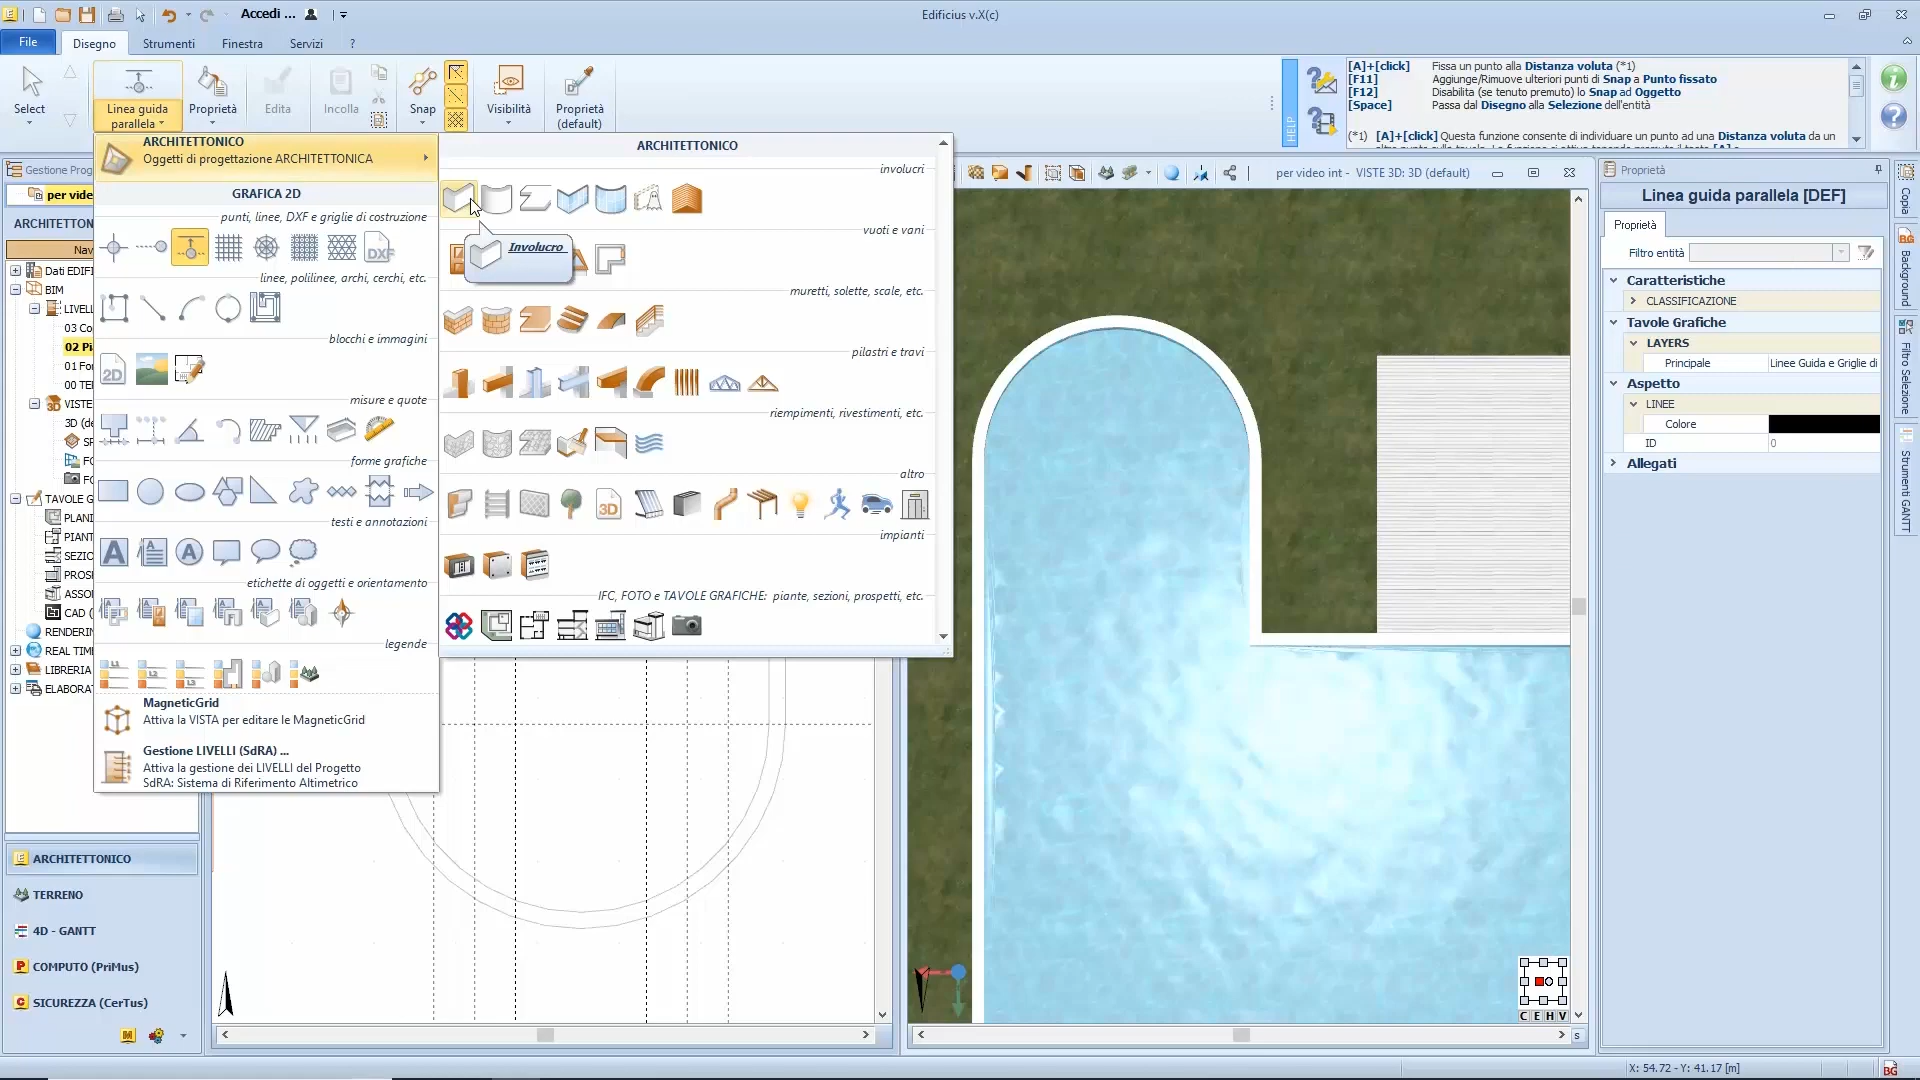 Accedi ...
Edificius v.X(c)
File
Disegno
Strumenti
Finestra
Servizi
?
Select
Linea guida
parallela
Proprietà
Edita
Incolla
Snap
Visibilità
Proprietà
(default)
HELP
[A]+[click] Fissa un punto alla Distanza voluta (*1)
[F11] Aggiunge/Rimuove ulteriori punti di Snap a Punto fissato
[F12] Disabilita (se tenuto premuto) lo Snap ad Oggetto
[Space] Passa dal Disegno alla Selezione dell'entità
(*1) [A]+[click] Questa funzione consente di individuare un punto ad una Distanza voluta da un
Gestione Prog
per video
ARCHITETTON
Nav
Dati EDIFI
BIM
LIVELL
03 Co
02 Pi
01 Fo
00 TE
VISTE
3D (d
SP
FO
FO
TAVOLE G
PLANI
PIANT
SEZIO
PROS
ASSO
CAD (
RENDERIN
REAL TIM
LIBRERIA
ELABORA
ARCHITETTONICO
TERRENO
4D - GANTT
COMPUTO (PriMus)
SICUREZZA (CerTus)
ARCHITETTONICO
Oggetti di progettazione ARCHITETTONICA
GRAFICA 2D
punti, linee, DXF e griglie di costruzione
DXF
linee, polilinee, archi, cerchi, etc.
blocchi e immagini
2D
misure e quote
forme grafiche
testi e annotazioni
etichette di oggetti e orientamento
legende
MagneticGrid
Attiva la VISTA per editare le MagneticGrid
Gestione LIVELLI (SdRA) ...
Attiva la gestione dei LIVELLI del Progetto
SdRA: Sistema di Riferimento Altimetrico
ARCHITETTONICO
involucri
vuoti e vani
Involucro
muretti, solette, scale, etc.
pilastri e travi
riempimenti, rivestimenti, etc.
altro
3D
impianti
IFC, FOTO e TAVOLE GRAFICHE: piante, sezioni, prospetti, etc.
per video int - VISTE 3D: 3D (default)
C E H V
s
Proprietà
Linea guida parallela [DEF]
Proprietà
Filtro entità
Caratteristiche
CLASSIFICAZIONE
Tavole Grafiche
LAYERS
Principale Linee Guida e Griglie di
Aspetto
LINEE
Colore
ID 0
Allegati
Copia
Background
Filtro Selezione
Strumenti GANTT
X: 54.72 - Y: 41.17 [m]
BG